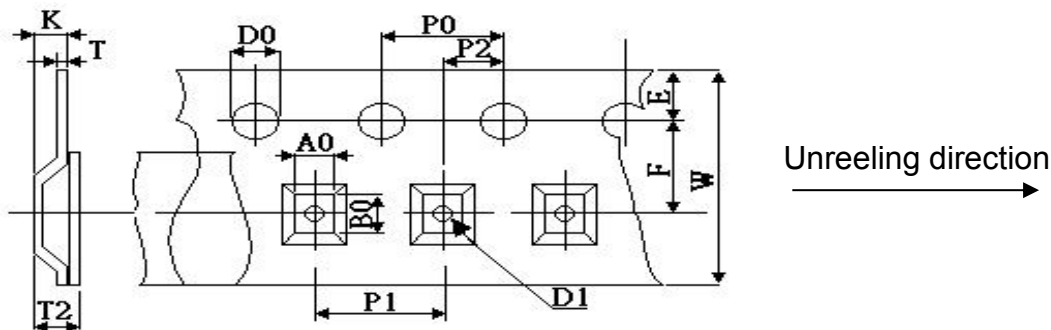 K
T
D0
P0
P2
E
A0
F
W
B0
Unreeling direction
T2
P1
D1